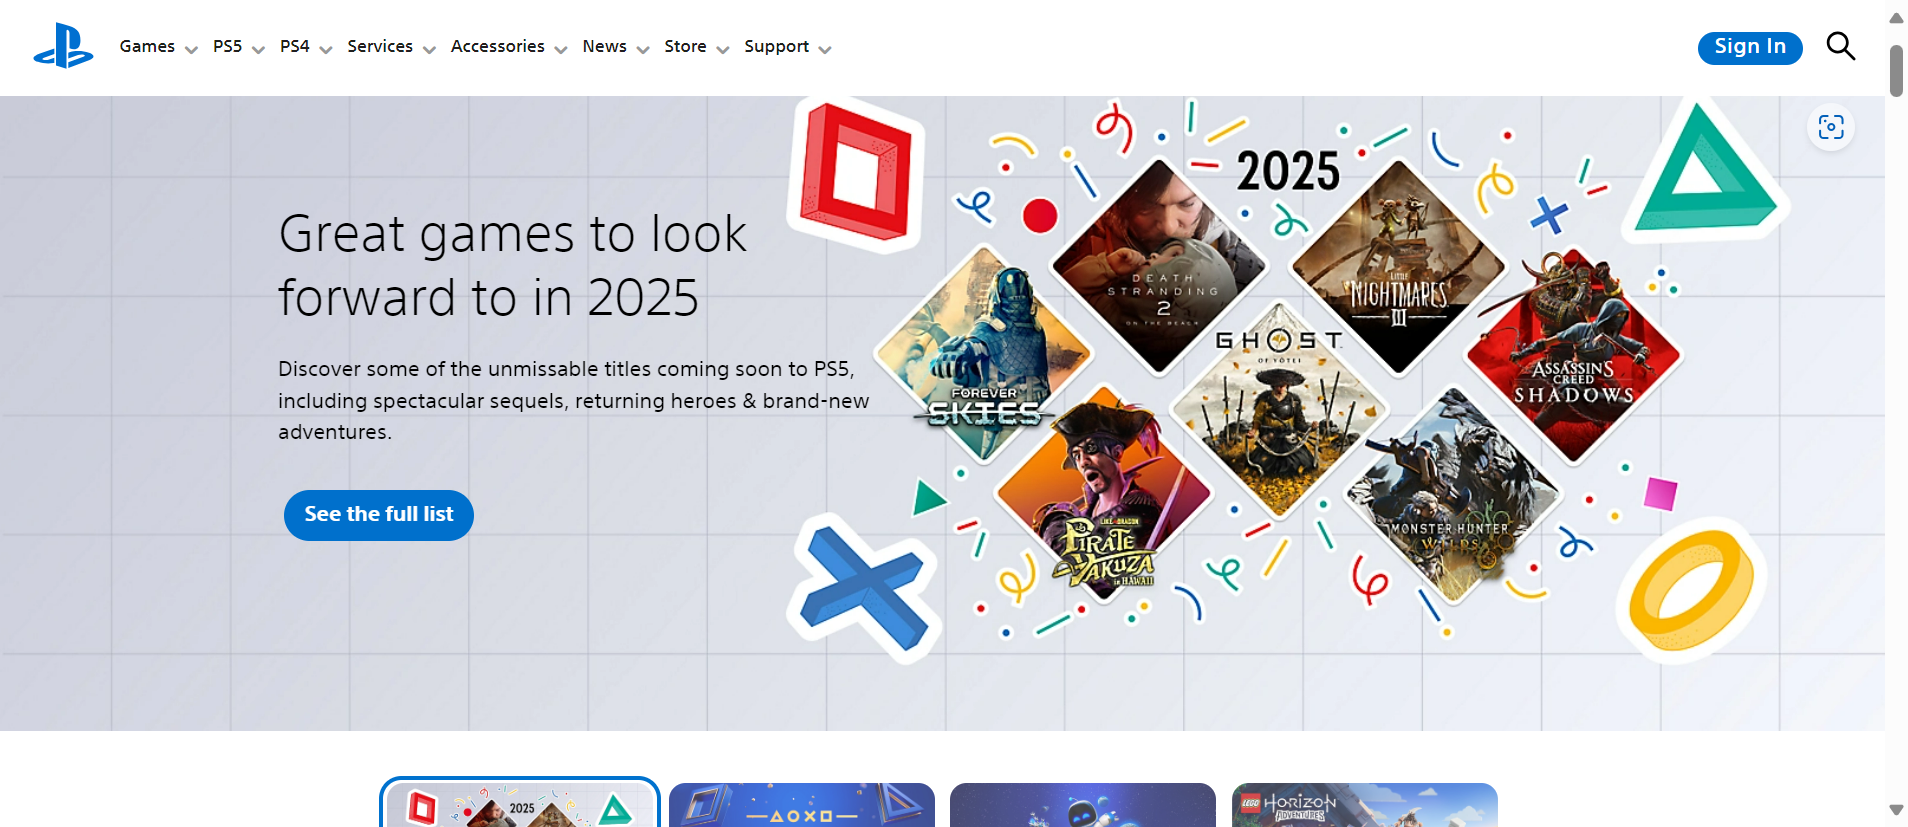 Games PS5 PS4 Services Accessories News Store Support Sign In
Great games to look
forward to in 2025
Discover some of the unmissable titles coming soon to PS5,
including spectacular sequels, returning heroes & brand-new
adventures.
See the full list
2025
DEATH
STRANDING
2
ON THE BEACH
LITTLE
NIGHTMARES
III
GHOST
OF YŌTEI
ASSASSIN'S
CREED
SHADOWS
FOREVER
SKIES
LIKE A DRAGON
PIRATE
YAKUZA
in HAWAII
MONSTER HUNTER
WILDS
2025
LEGO HORIZON
ADVENTURES